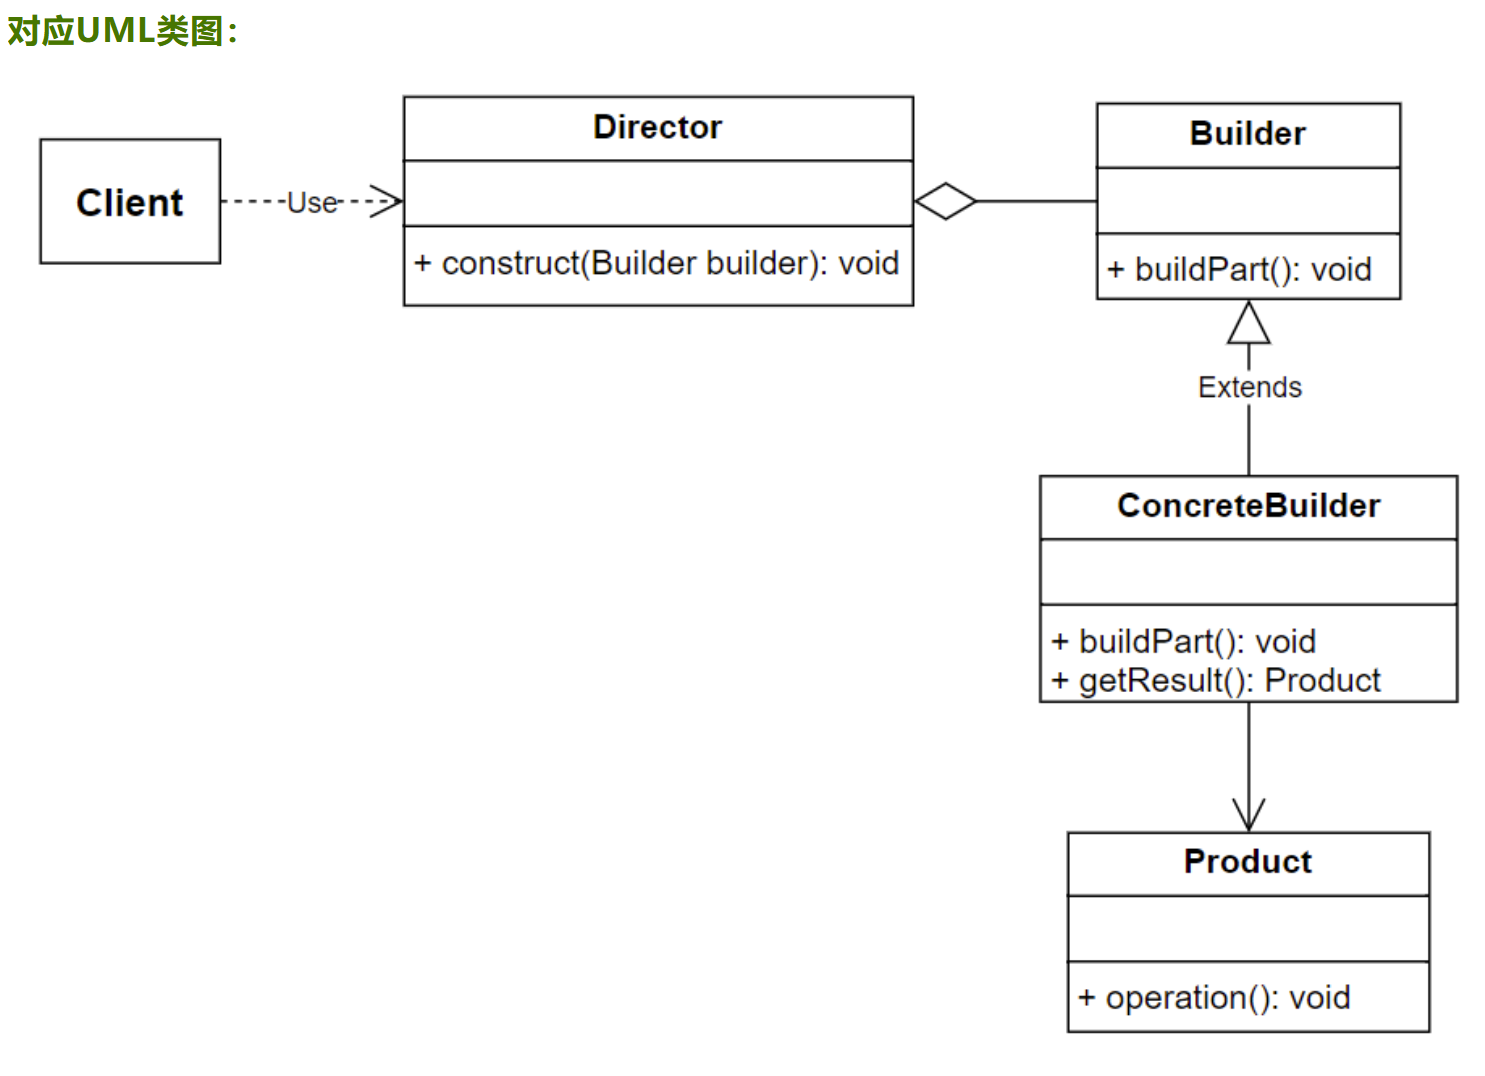 对应UML类图：
Client
Use
Director
+ construct(Builder builder): void
Builder
+ buildPart(): void
Extends
ConcreteBuilder
+ buildPart(): void
+ getResult(): Product
Product
+ operation(): void